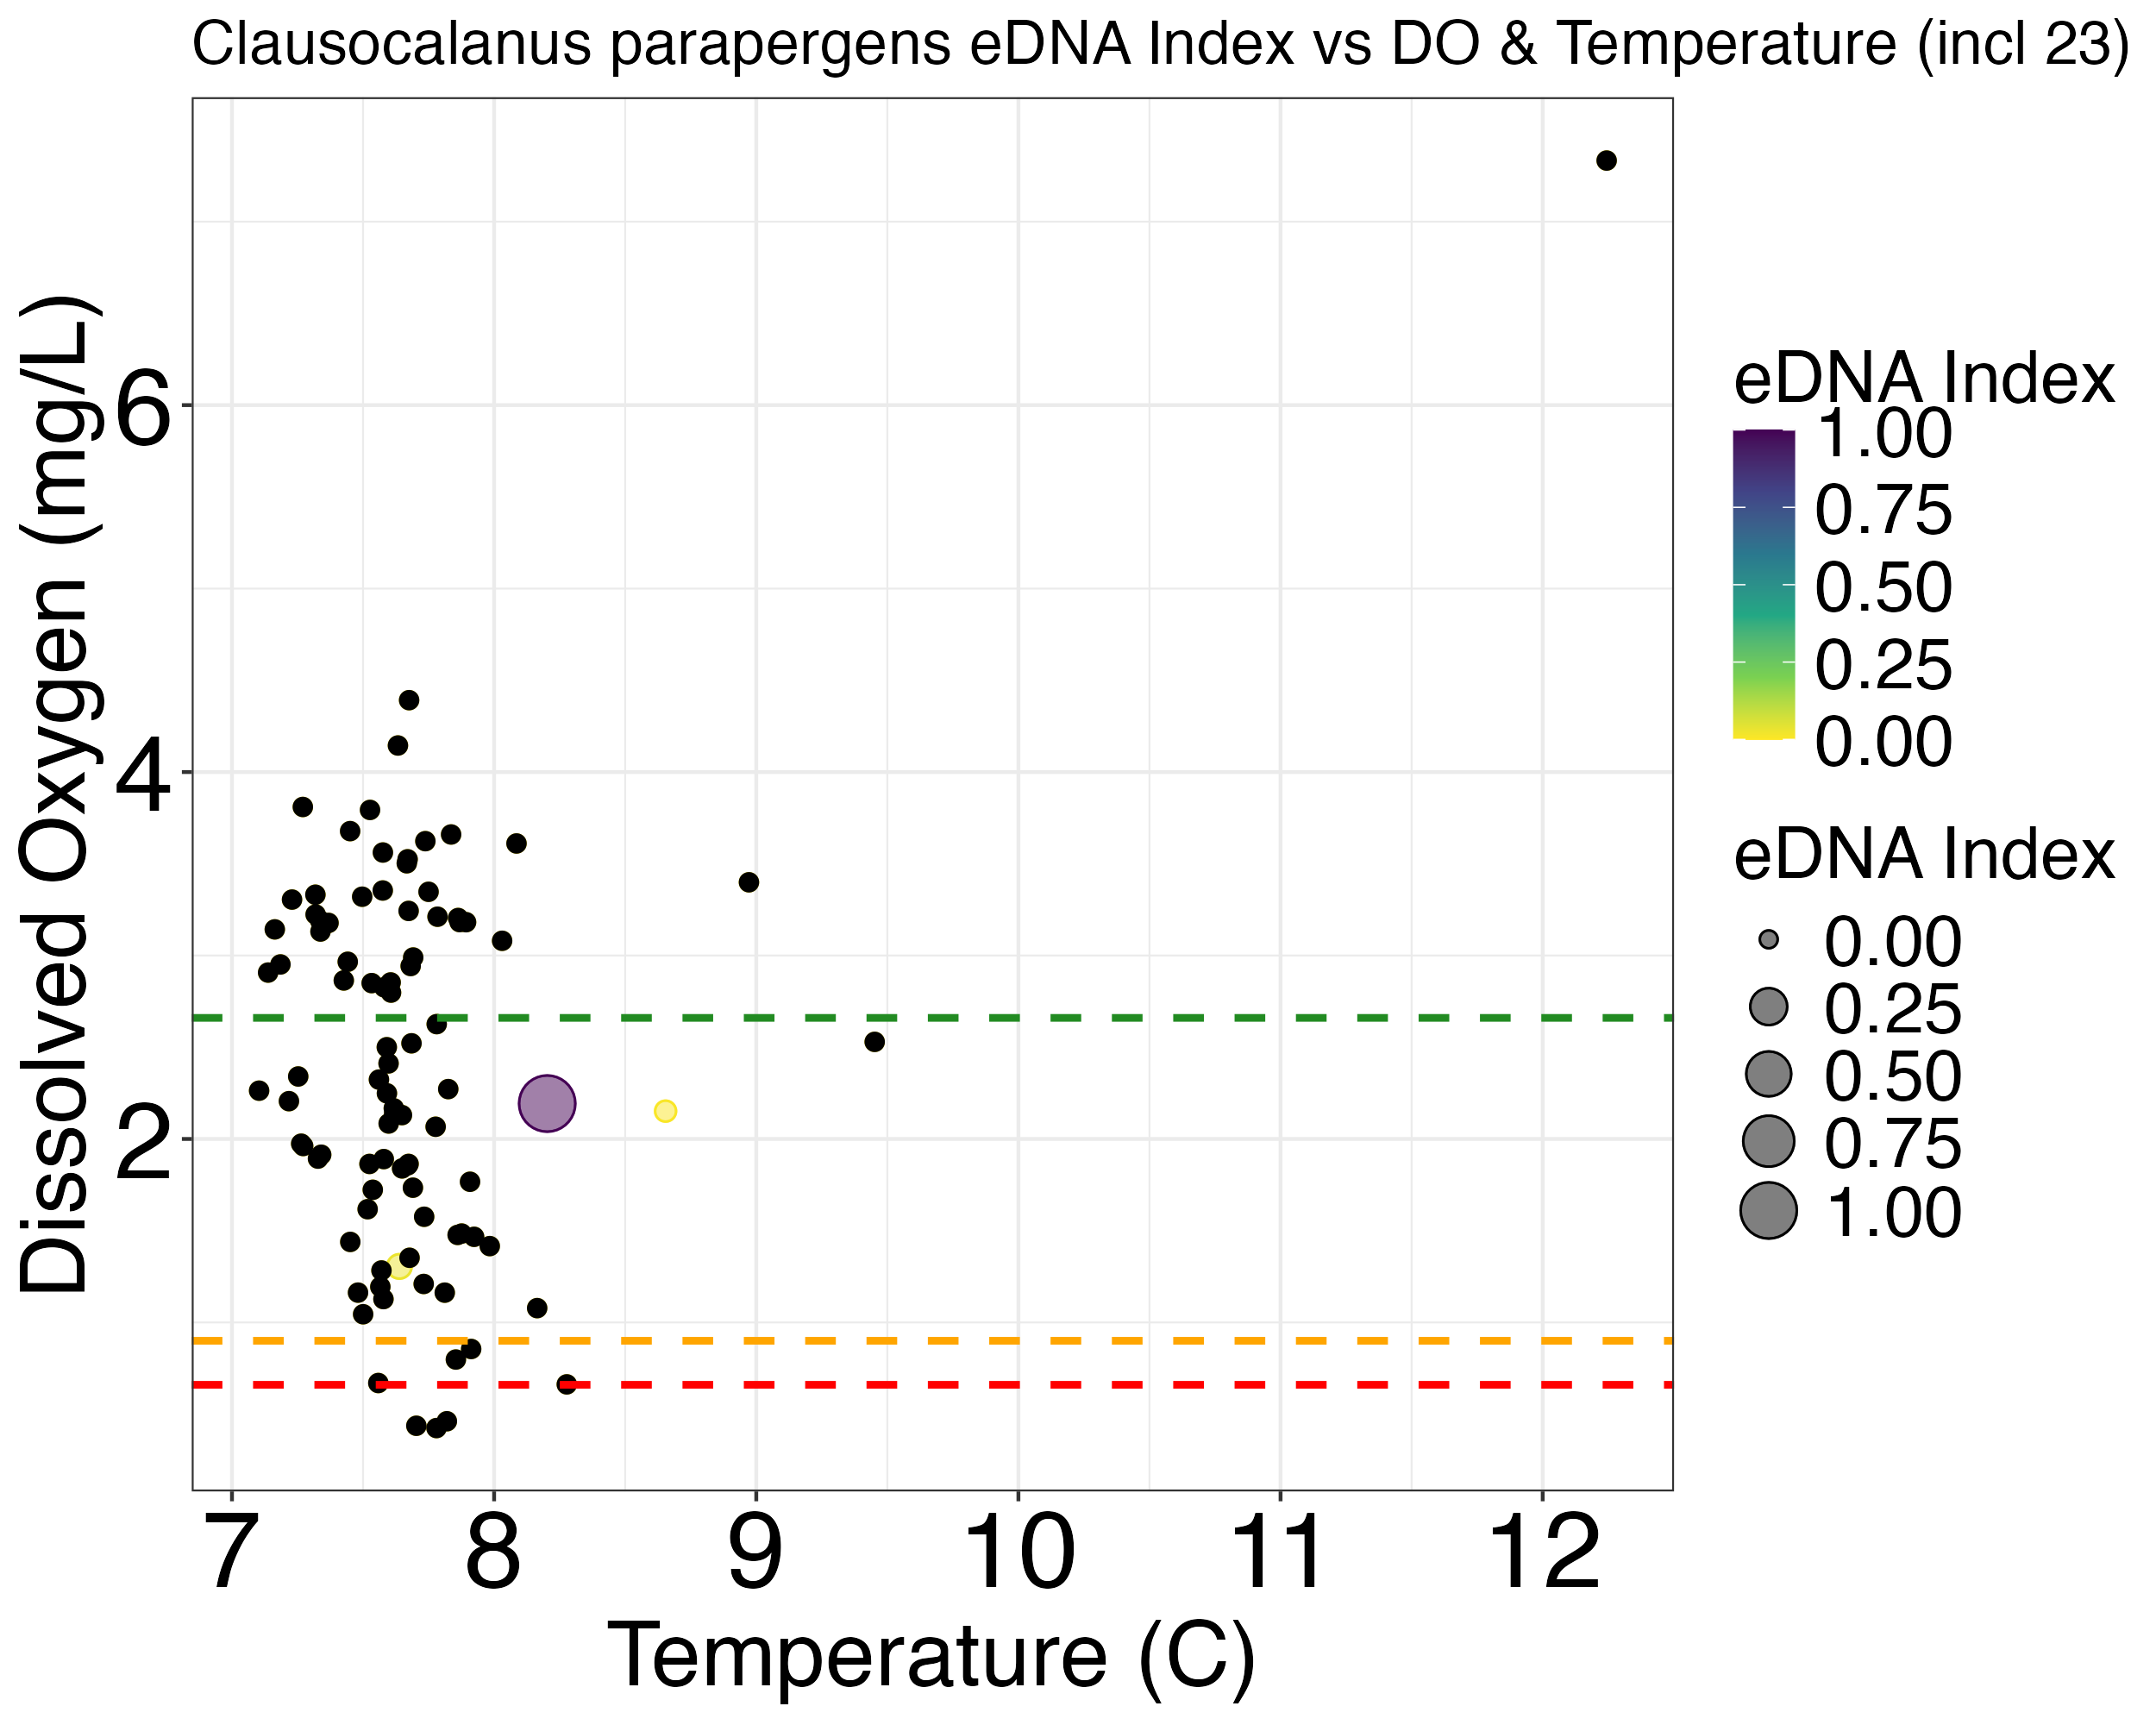 Clausocalanus parapergens eDNA Index vs DO & Temperature (incl 23)
Dissolved Oxygen (mg/L)
6
4
2
7 8 9 10 11 12
Temperature (C)
eDNA Index
1.00
0.75
0.50
0.25
0.00
eDNA Index
0.00
0.25
0.50
0.75
1.00